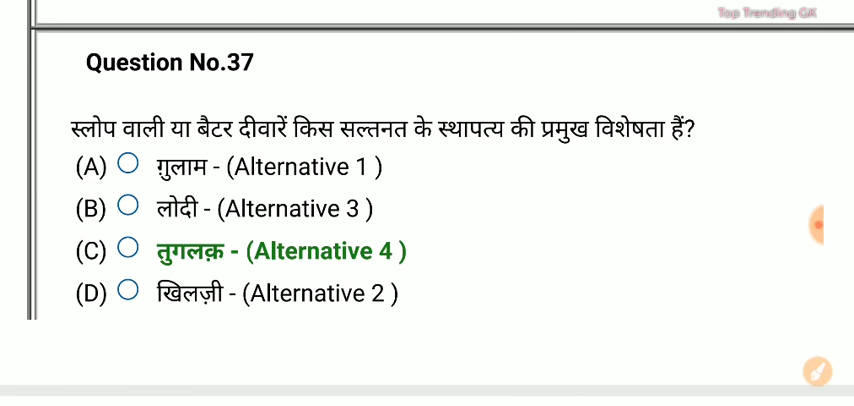 Top Trending GK
Question No.37
स्लोप वाली या बैटर दीवारें किस सल्तनत के स्थापत्य की प्रमुख विशेषता हैं?
(A) ग़ुलाम - (Alternative 1 )
(B) लोदी - (Alternative 3 )
(C) तुगलक़ - (Alternative 4 )
(D) खिलज़ी - (Alternative 2 )